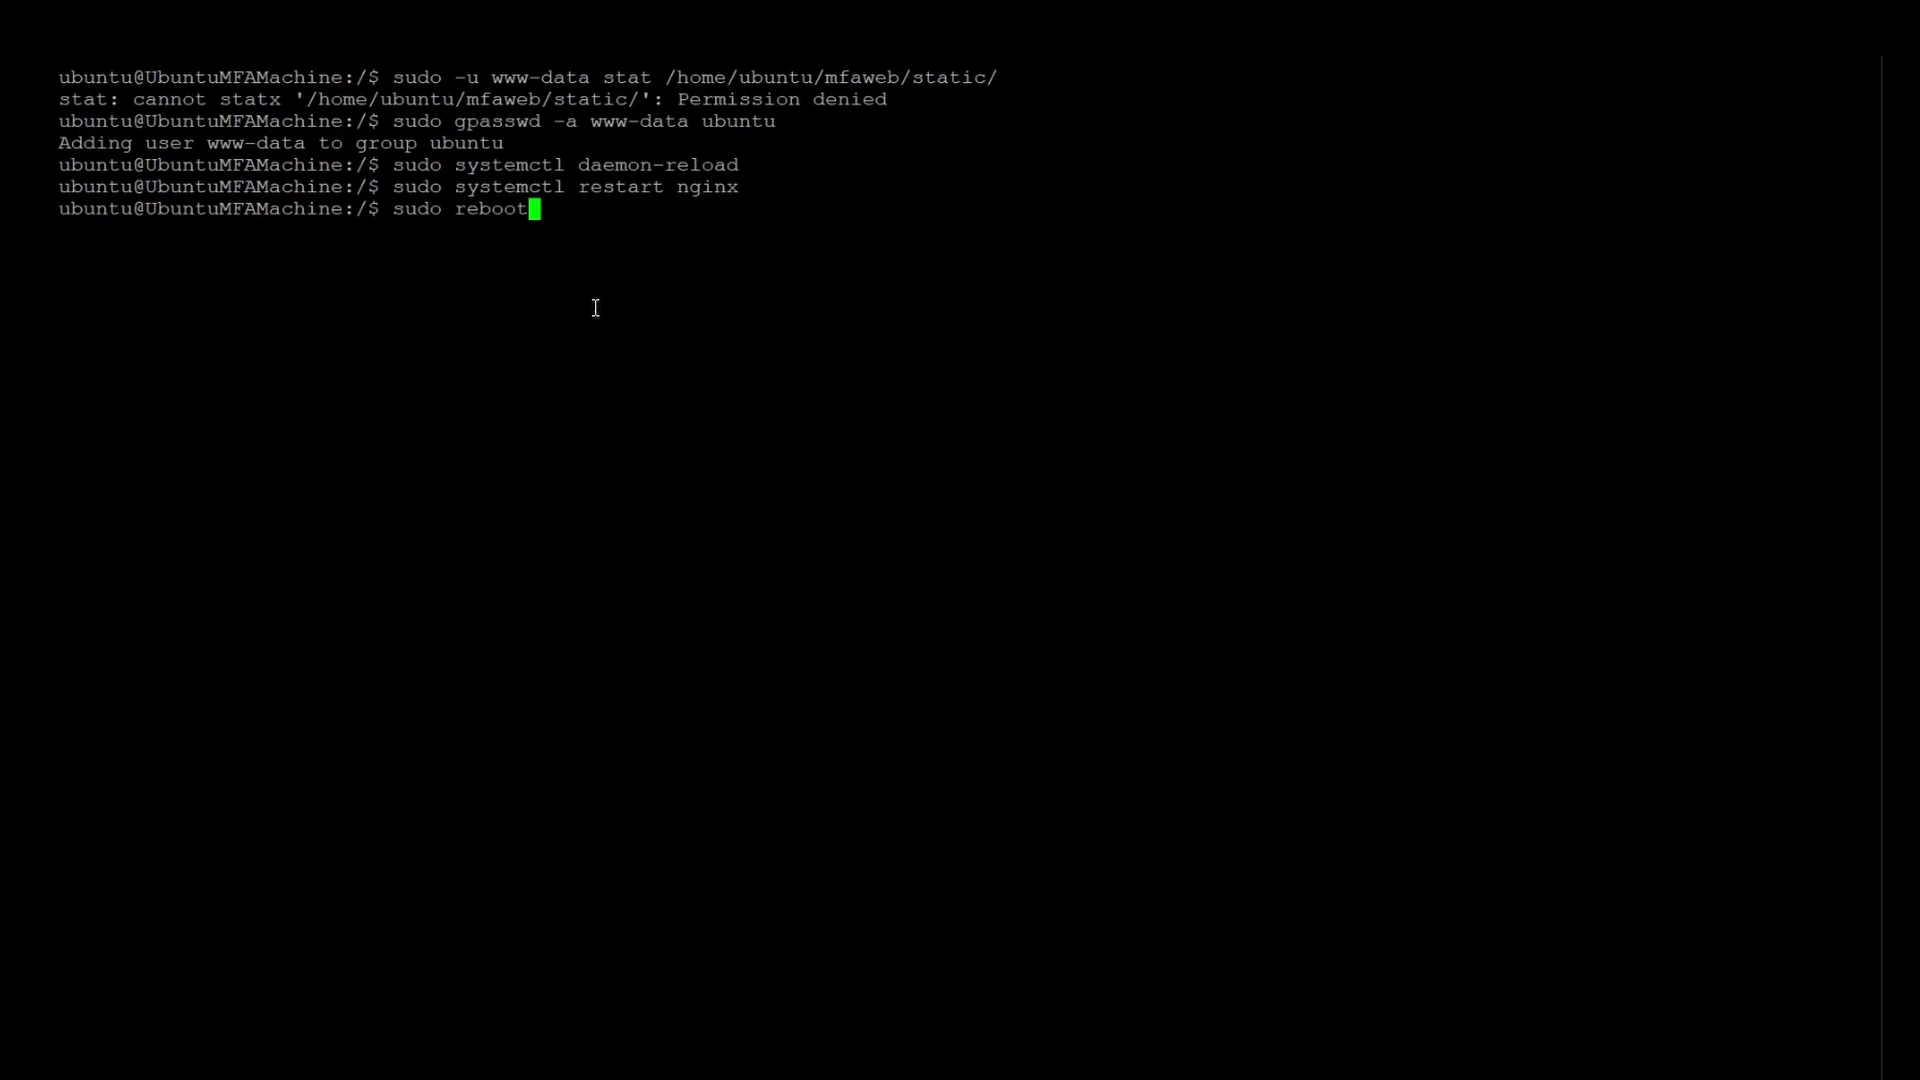 ubuntu@UbuntuMFAMachine:/$ sudo -u www-data stat /home/ubuntu/mfaweb/static/
stat: cannot statx '/home/ubuntu/mfaweb/static/': Permission denied
ubuntu@UbuntuMFAMachine:/$ sudo gpasswd -a www-data ubuntu
Adding user www-data to group ubuntu
ubuntu@UbuntuMFAMachine:/$ sudo systemctl daemon-reload
ubuntu@UbuntuMFAMachine:/$ sudo systemctl restart nginx
ubuntu@UbuntuMFAMachine:/$ sudo reboot